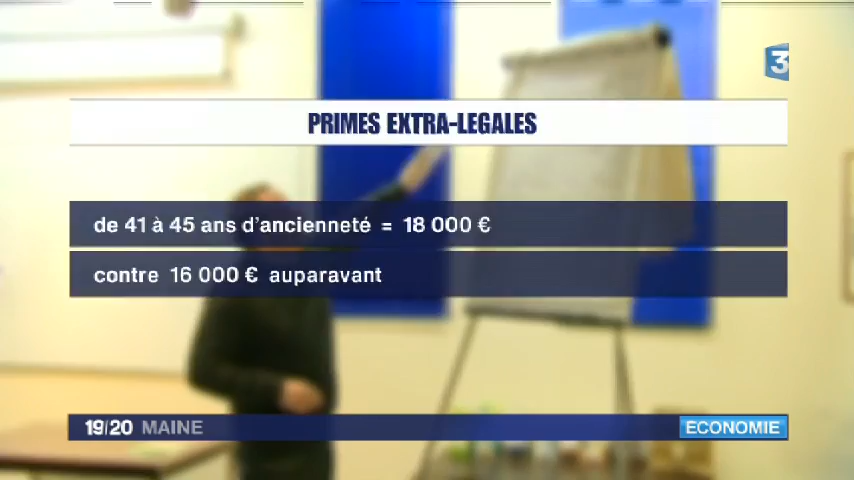 3
PRIMES EXTRA-LEGALES
de 41 à 45 ans d'ancienneté = 18 000 €
contre 16 000 € auparavant
19/20 MAINE
ECONOMIE